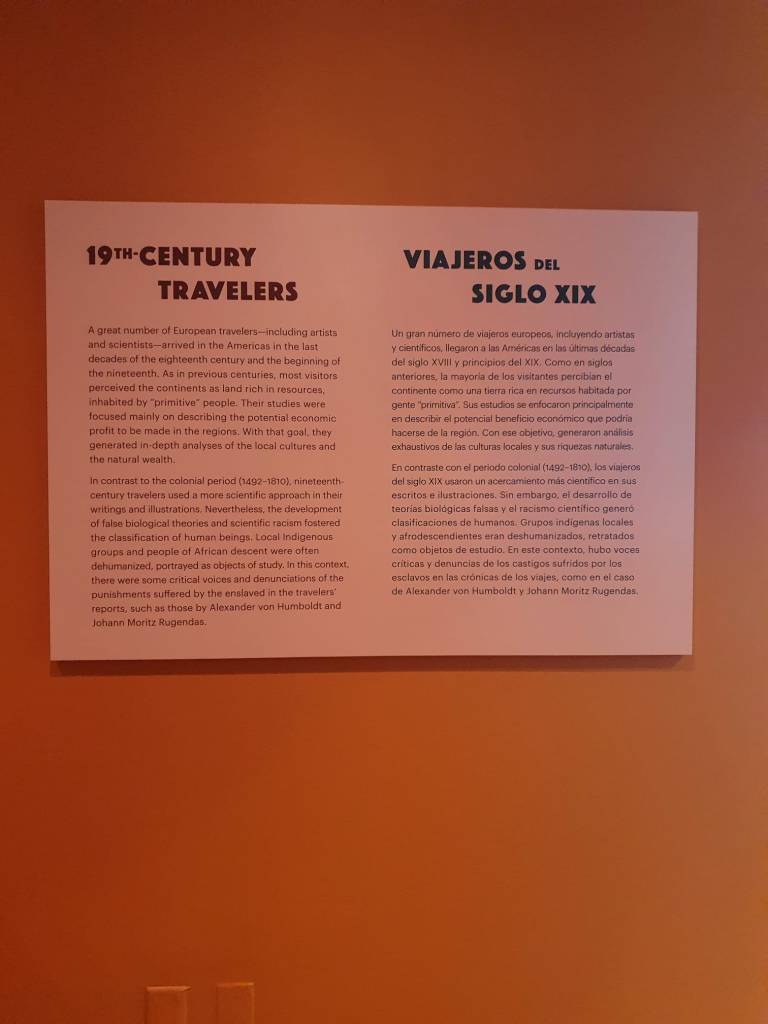 19TH-CENTURY
TRAVELERS
A great number of European travelers—including artists
and scientists—arrived in the Americas in the last
decades of the eighteenth century and the beginning of
the nineteenth. As in previous centuries, most visitors
perceived the continents as land rich in resources,
inhabited by "primitive" people. Their studies were
focused mainly on describing the potential economic
profit to be made in the regions. With that goal, they
generated in-depth analyses of the local cultures and
the natural wealth.
In contrast to the colonial period (1492–1810), nineteenth-
century travelers used a more scientific approach in their
writings and illustrations. Nevertheless, the development
of false biological theories and scientific racism fostered
the classification of human beings. Local Indigenous
groups and people of African descent were often
dehumanized, portrayed as objects of study. In this context,
there were some critical voices and denunciations of the
punishments suffered by the enslaved in the travelers'
reports, such as those by Alexander von Humboldt and
Johann Moritz Rugendas.
VIAJEROS DEL
SIGLO XIX
Un gran número de viajeros europeos, incluyendo artistas
y científicos, llegaron a las Américas en las últimas décadas
del siglo XVIII y principios del XIX. Como en siglos
anteriores, la mayoría de los visitantes percibían el
continente como una tierra rica en recursos habitada por
gente "primitiva". Sus estudios se enfocaron principalmente
en describir el potencial beneficio económico que podría
hacerse de la región. Con ese objetivo, generaron análisis
exhaustivos de las culturas locales y sus riquezas naturales.
En contraste con el periodo colonial (1492–1810), los viajeros
del siglo XIX usaron un acercamiento más científico en sus
escritos e ilustraciones. Sin embargo, el desarrollo de
teorías biológicas falsas y el racismo científico generó
clasificaciones de humanos. Grupos indígenas locales
y afrodescendientes eran deshumanizados, retratados
como objetos de estudio. En este contexto, hubo voces
críticas y denuncias de los castigos sufridos por los
esclavos en las crónicas de los viajes, como en el caso
de Alexander von Humboldt y Johann Moritz Rugendas.